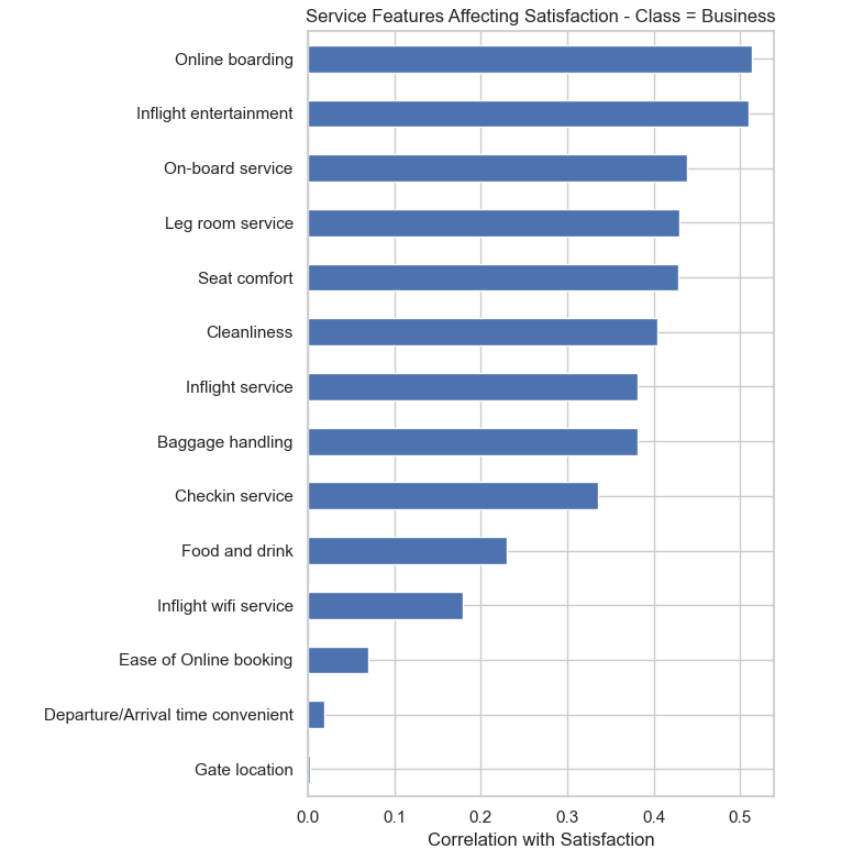 Service Features Affecting Satisfaction - Class = Business
Online boarding
Inflight entertainment
On-board service
Leg room service
Seat comfort
Cleanliness
Inflight service
Baggage handling
Checkin service
Food and drink
Inflight wifi service
Ease of Online booking
Departure/Arrival time convenient
Gate location
0.0 0.1 0.2 0.3 0.4 0.5
Correlation with Satisfaction